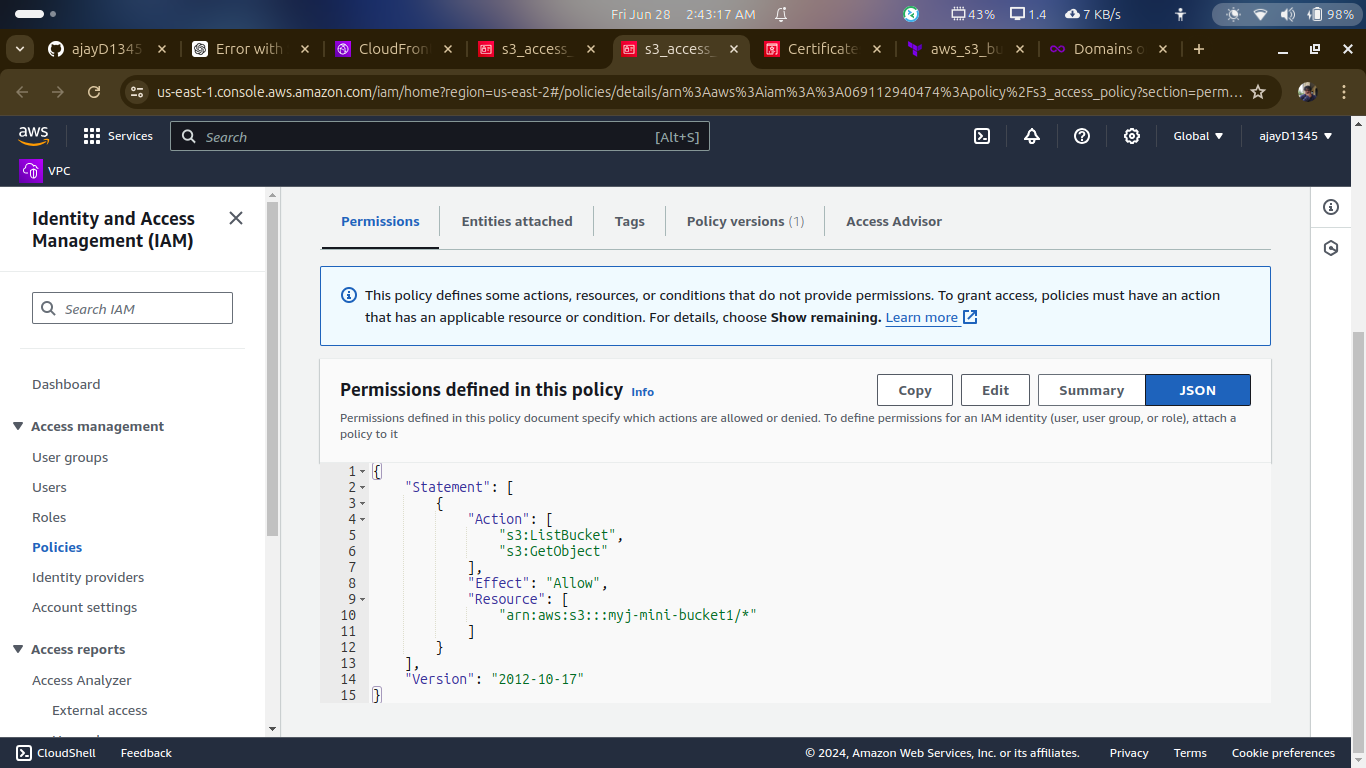 Fri Jun 28 2:43:17 AM 43% 1.4 7 KB/s 98%
ajayD1345 Error with CloudFron s3_access_ s3_access_ Certificate aws_s3_bu Domains o
us-east-1.console.aws.amazon.com/iam/home?region=us-east-2#/policies/details/arn%3Aaws%3Aiam%3A%3A069112940474%3Apolicy%2Fs3_access_policy?section=perm...
aws Services Search [Alt+S] Global ajayD1345
VPC
Identity and Access
Management (IAM)
Search IAM
Dashboard
Access management
User groups
Users
Roles
Policies
Identity providers
Account settings
Access reports
Access Analyzer
External access
Permissions Entities attached Tags Policy versions (1) Access Advisor
This policy defines some actions, resources, or conditions that do not provide permissions. To grant access, policies must have an action
that has an applicable resource or condition. For details, choose Show remaining. Learn more
Permissions defined in this policy Info Copy Edit Summary JSON
Permissions defined in this policy document specify which actions are allowed or denied. To define permissions for an IAM identity (user, user group, or role), attach a
policy to it
1 {
2 "Statement": [
3 {
4 "Action": [
5 "s3:ListBucket",
6 "s3:GetObject"
7 ],
8 "Effect": "Allow",
9 "Resource": [
10 "arn:aws:s3:::myj-mini-bucket1/*"
11 ]
12 }
13 ],
14 "Version": "2012-10-17"
15 }
CloudShell Feedback © 2024, Amazon Web Services, Inc. or its affiliates. Privacy Terms Cookie preferences